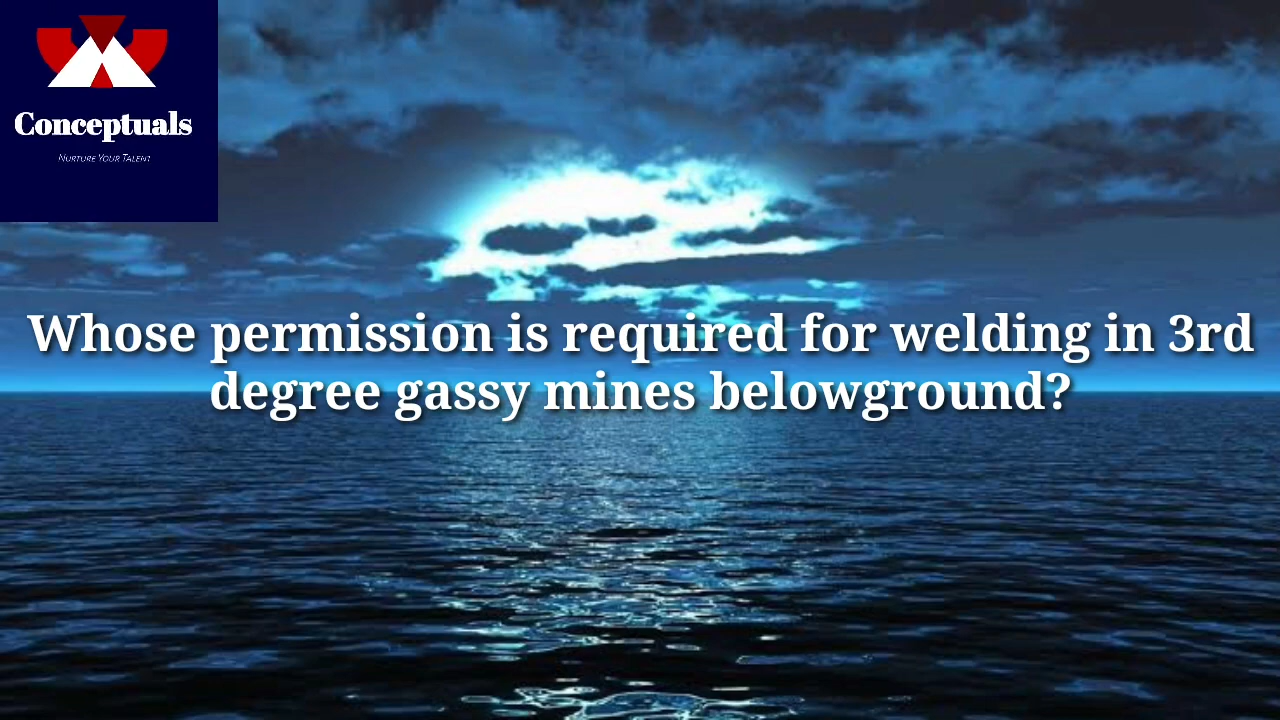 Conceptuals
Nurture Your Talent
Whose permission is required for welding in 3rd
degree gassy mines belowground?